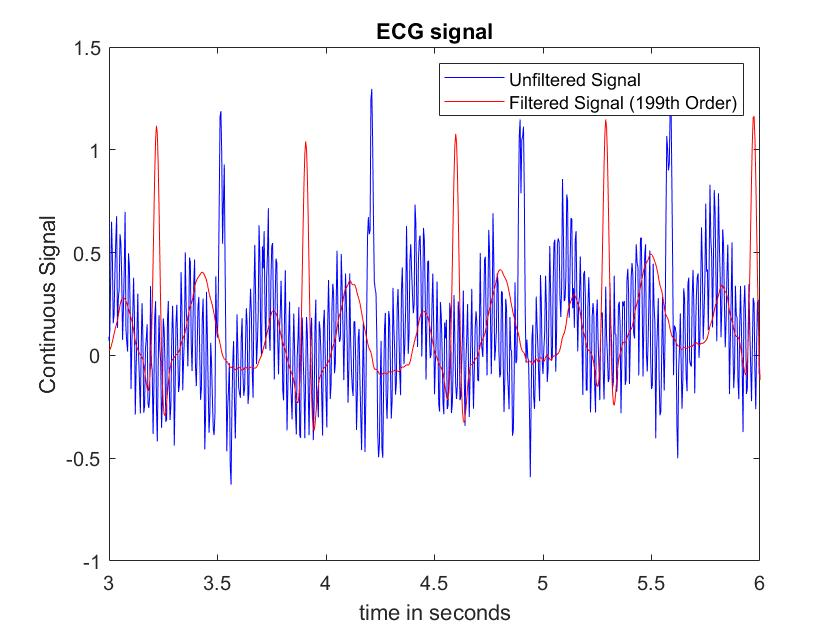 ECG signal
Unfiltered Signal
Filtered Signal (199th Order)
Continuous Signal
1.5
1
0.5
0
-0.5
-1
3
3.5
4
4.5
5
5.5
6
time in seconds